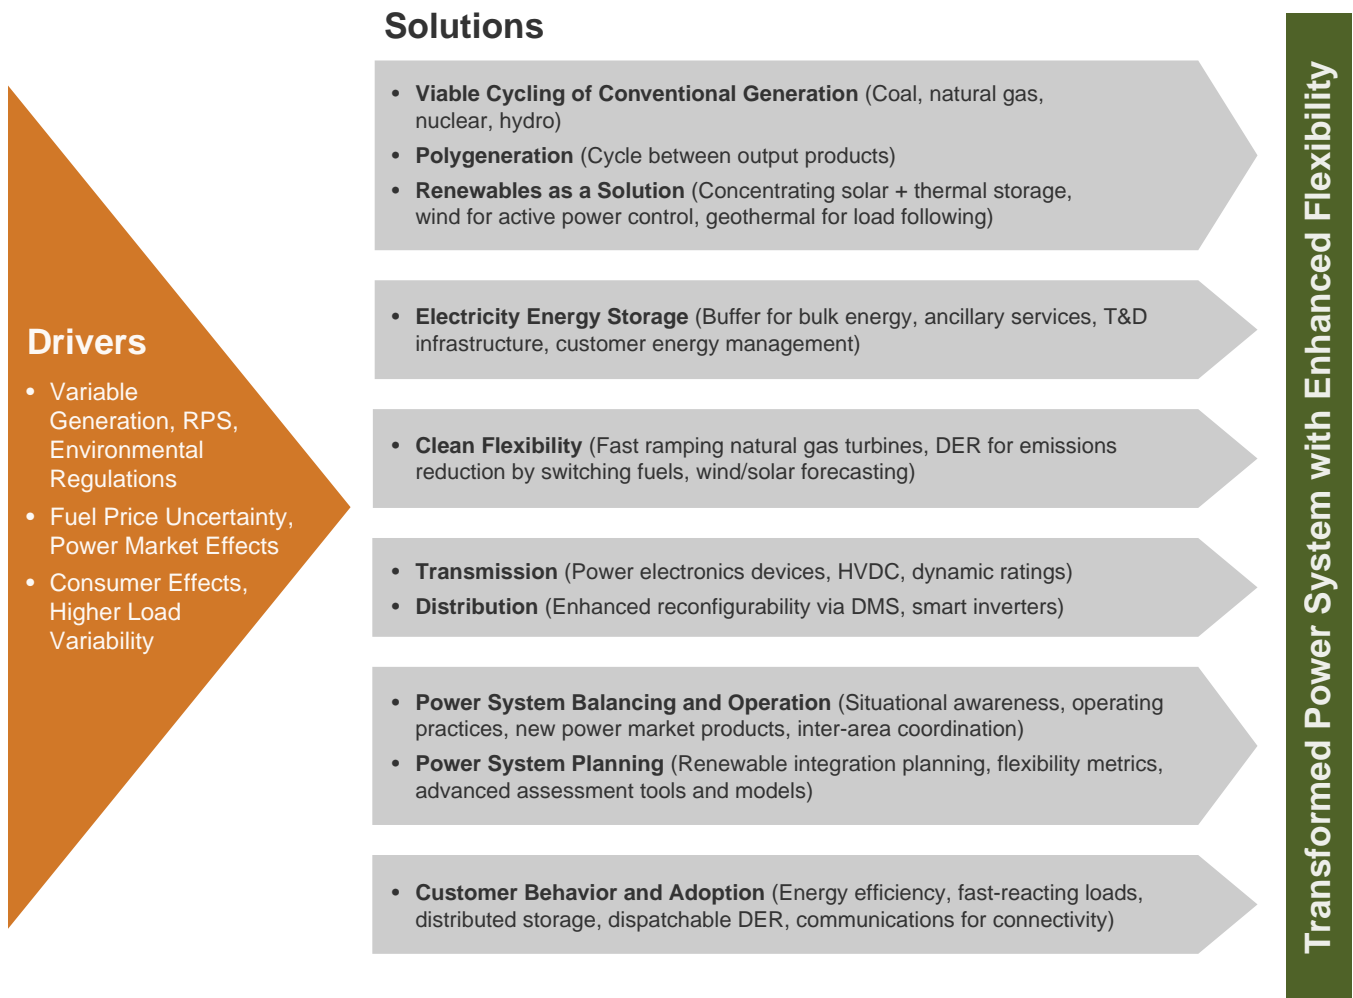 Solutions
• Viable Cycling of Conventional Generation (Coal, natural gas,
nuclear, hydro)
• Polygeneration (Cycle between output products)
• Renewables as a Solution (Concentrating solar + thermal storage,
wind for active power control, geothermal for load following)
• Electricity Energy Storage (Buffer for bulk energy, ancillary services, T&D
infrastructure, customer energy management)
• Clean Flexibility (Fast ramping natural gas turbines, DER for emissions
reduction by switching fuels, wind/solar forecasting)
• Transmission (Power electronics devices, HVDC, dynamic ratings)
• Distribution (Enhanced reconfigurability via DMS, smart inverters)
• Power System Balancing and Operation (Situational awareness, operating
practices, new power market products, inter-area coordination)
• Power System Planning (Renewable integration planning, flexibility metrics,
advanced assessment tools and models)
• Customer Behavior and Adoption (Energy efficiency, fast-reacting loads,
distributed storage, dispatchable DER, communications for connectivity)
Drivers
• Variable
Generation, RPS,
Environmental
Regulations
• Fuel Price Uncertainty,
Power Market Effects
• Consumer Effects,
Higher Load
Variability
Transformed Power System with Enhanced Flexibility